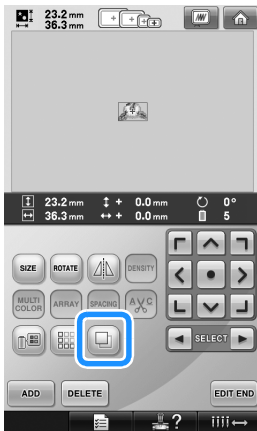 23.2 mm
36.3 mm
23.2 mm + 0.0 mm 0°
36.3 mm + 0.0 mm 5
SIZE ROTATE DENSITY
MULTI COLOR ARRAY SPACING A C
SELECT
ADD DELETE EDIT END
?